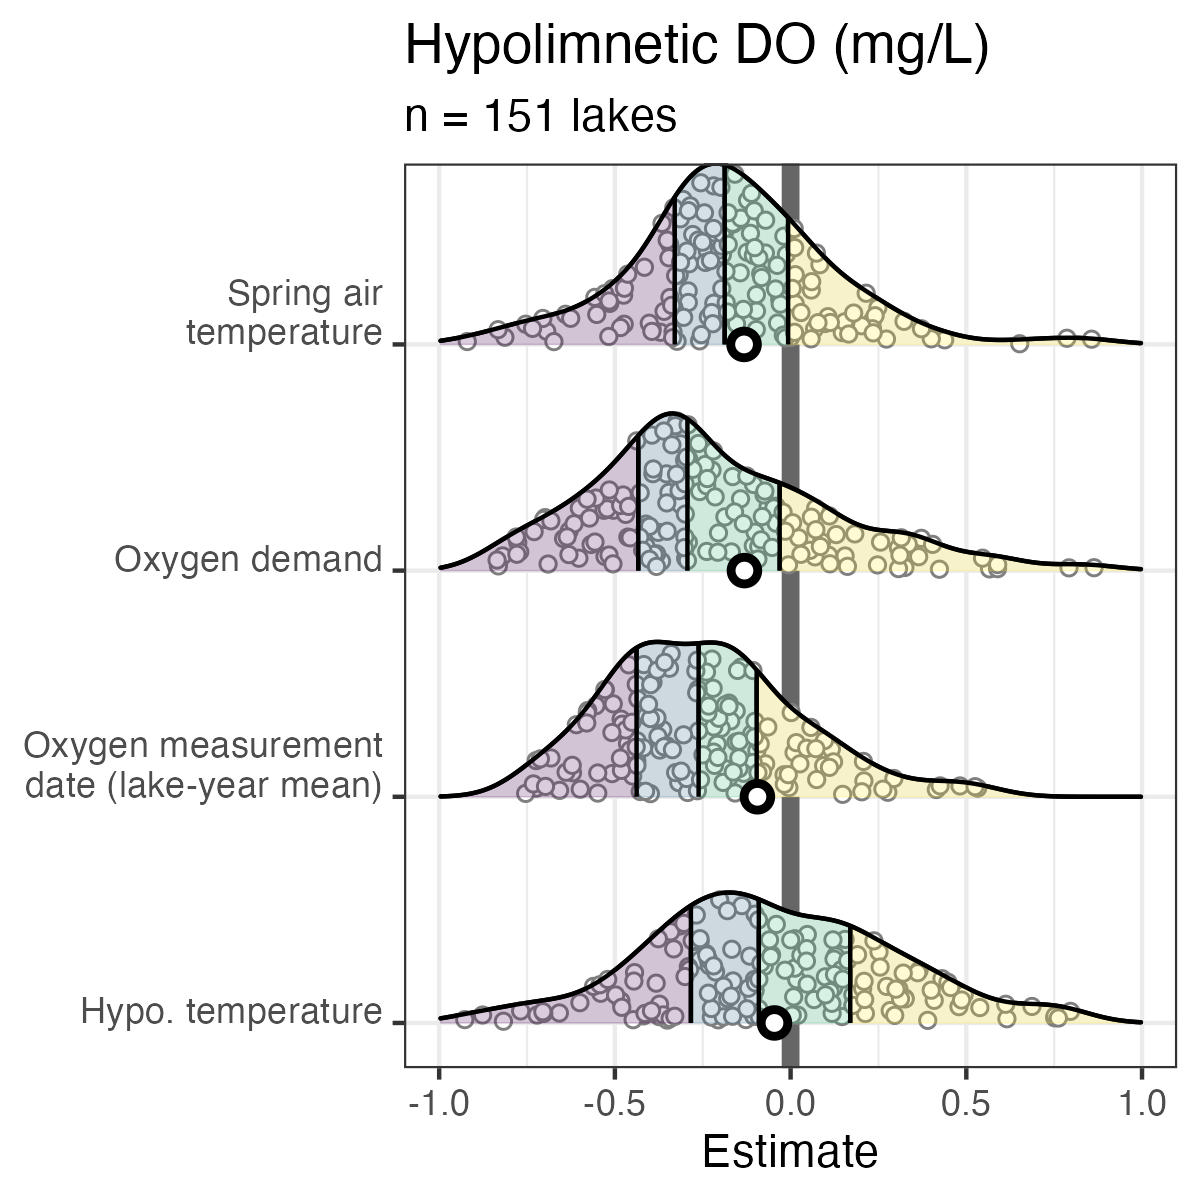 Hypolimnetic DO (mg/L)
n = 151 lakes
Spring air
temperature
Oxygen demand
Oxygen measurement
date (lake-year mean)
Hypo. temperature
-1.0 -0.5 0.0 0.5 1.0
Estimate